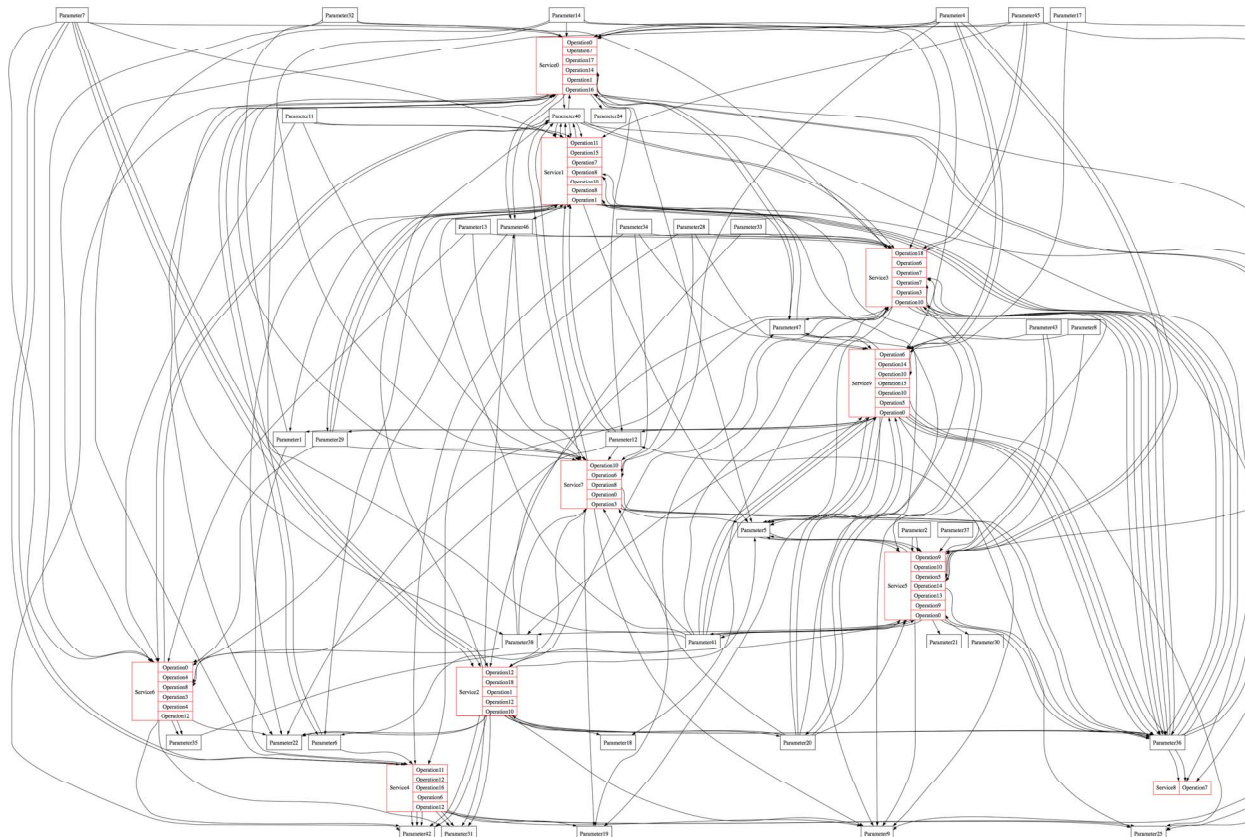 Parameter7
Parameter32
Parameter14
Parameter4
Parameter45
Parameter17
Service0
Operation0
Operation17
Operation14
Operation1
Operation16
Parameter11
Parameter40
Service1
Operation11
Operation15
Operation7
Operation8
Operation9
Operation1
Parameter13
Parameter46
Parameter34
Parameter28
Parameter33
Service3
Operation18
Operation6
Operation7
Operation7
Operation3
Operation10
Parameter47
Parameter43
Parameter8
Service9
Operation6
Operation14
Operation10
Operation15
Operation10
Operation5
Operation0
Parameter1
Parameter29
Parameter12
Service7
Operation10
Operation6
Operation8
Operation0
Operation3
Parameter5
Parameter2
Parameter37
Service5
Operation9
Operation10
Operation5
Operation14
Operation13
Operation9
Operation0
Parameter38
Parameter41
Parameter21
Parameter30
Service6
Operation0
Operation4
Operation8
Operation3
Operation4
Operation12
Service2
Operation12
Operation18
Operation1
Operation12
Operation10
Parameter35
Parameter22
Parameter6
Parameter18
Parameter20
Parameter36
Service4
Operation11
Operation12
Operation16
Operation6
Operation12
Service8
Operation7
Parameter42
Parameter31
Parameter19
Parameter9
Parameter25